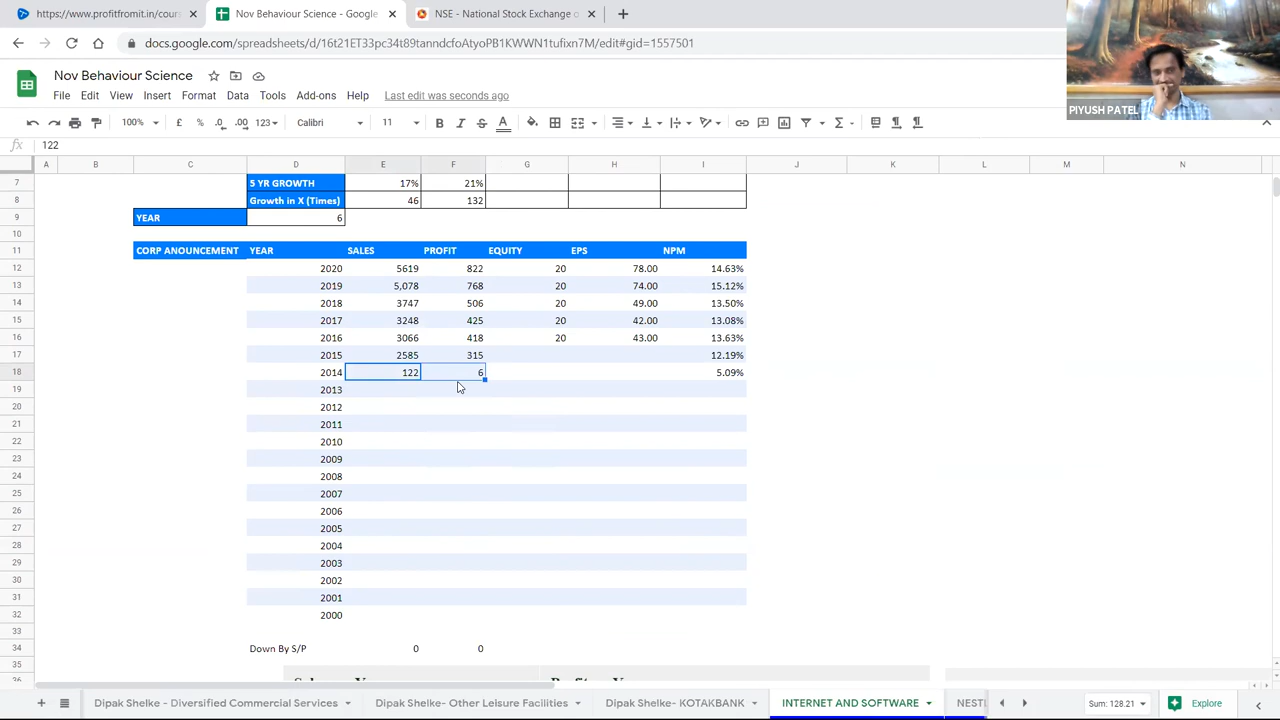 https://www.profitfromit.in/cour
Nov Behaviour Science - Google
NSE - National Stock Exchange o
docs.google.com/spreadsheets/d/16t21ET33pc34t89tanndcfoAtyoPB1KWWN1tufixn7M/edit#gid=1557501
Nov Behaviour Science
File Edit View Insert Format Data Tools Add-ons Help Last edit was seconds ago
PIYUSH PATEL
100% £ % .0 .00 123 Calibri
fx 122
A B C D E F G H I J K L M N
7 5 YR GROWTH 17% 21%
8 Growth in X (Times) 46 132
9 YEAR 6
10
11 CORP ANOUNCEMENT YEAR SALES PROFIT EQUITY EPS NPM
12 2020 5619 822 20 78.00 14.63%
13 2019 5,078 768 20 74.00 15.12%
14 2018 3747 506 20 49.00 13.50%
15 2017 3248 425 20 42.00 13.08%
16 2016 3066 418 20 43.00 13.63%
17 2015 2585 315 12.19%
18 2014 122 6 5.09%
19 2013
20 2012
21 2011
22 2010
23 2009
24 2008
25 2007
26 2006
27 2005
28 2004
29 2003
30 2002
31 2001
32 2000
33
34 Down By S/P 0 0
35
36
Dipak Shelke - Diversified Commercial Services Dipak Shelke- Other Leisure Facilities Dipak Shelke- KOTAKBANK INTERNET AND SOFTWARE NESTI Sum: 128.21 Explore